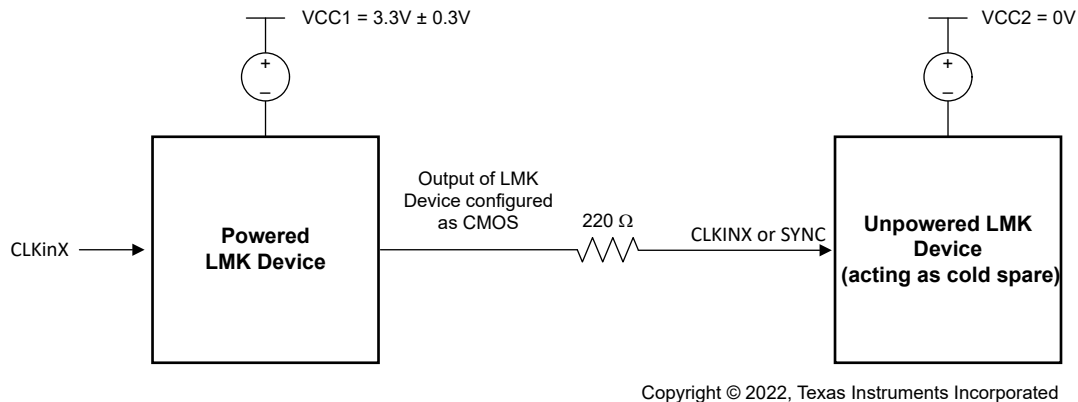 VCC1 = 3.3V ± 0.3V
VCC2 = 0V
+
–
+
–
CLKinX
Powered
LMK Device
Output of LMK
Device configured
as CMOS
220 Ω
CLKINX or SYNC
Unpowered LMK
Device
(acting as cold spare)
Copyright © 2022, Texas Instruments Incorporated